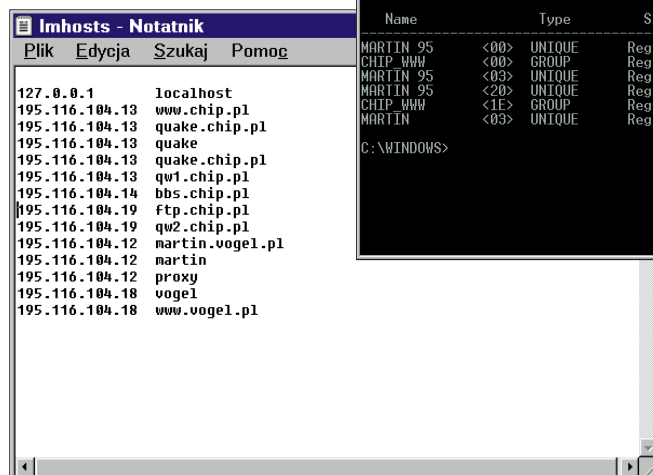 lmhosts - Notatnik
Plik Edycja Szukaj Pomoc
127.0.0.1 localhost
195.116.104.13 www.chip.pl
195.116.104.13 quake.chip.pl
195.116.104.13 quake
195.116.104.13 quake.chip.pl
195.116.104.13 qw1.chip.pl
195.116.104.14 bbs.chip.pl
195.116.104.19 ftp.chip.pl
195.116.104.19 qw2.chip.pl
195.116.104.12 martin.vogel.pl
195.116.104.12 martin
195.116.104.12 proxy
195.116.104.18 vogel
195.116.104.18 www.vogel.pl
Name Type S
MARTIN 95 <00> UNIQUE Reg
CHIP_WWW <00> GROUP Reg
MARTIN 95 <03> UNIQUE Reg
MARTIN 95 <20> UNIQUE Reg
CHIP_WWW <1E> GROUP Reg
MARTIN <03> UNIQUE Reg
C:\WINDOWS>